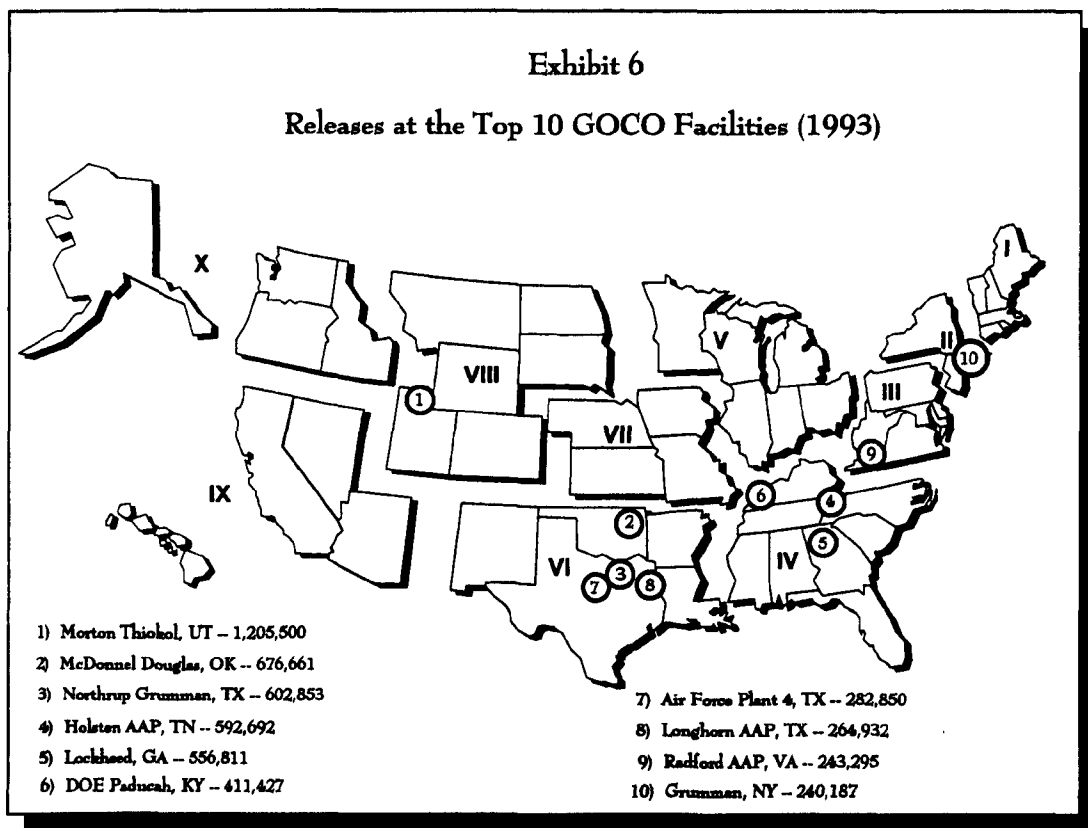 Exhibit 6
Releases at the Top 10 GOCO Facilities (1993)
X
I
II
10
V
VIII
III
1
VII
9
IX
6
4
2
5
VI
IV
3
7
8
1) Morton Thiokol, UT -- 1,205,500
2) McDonnel Douglas, OK -- 676,661
3) Northrup Grumman, TX -- 602,853
4) Holsten AAP, TN -- 592,692
5) Lockheed, GA -- 556,811
6) DOE Paducah, KY -- 411,427
7) Air Force Plant 4, TX -- 282,850
8) Longhorn AAP, TX -- 264,932
9) Radford AAP, VA -- 243,295
10) Grumman, NY -- 240,187